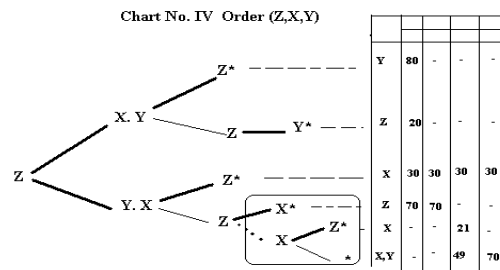 Chart No. IV Order (Z,X,Y)
Z* Y 80 - - -
X. Y
Z Y* Z 20 - - -
Z
Z* X 30 30 30 30
Y. X
Z X* Z 70 70 - -
X Z* X - - 21 -
* X,Y - - 49 70